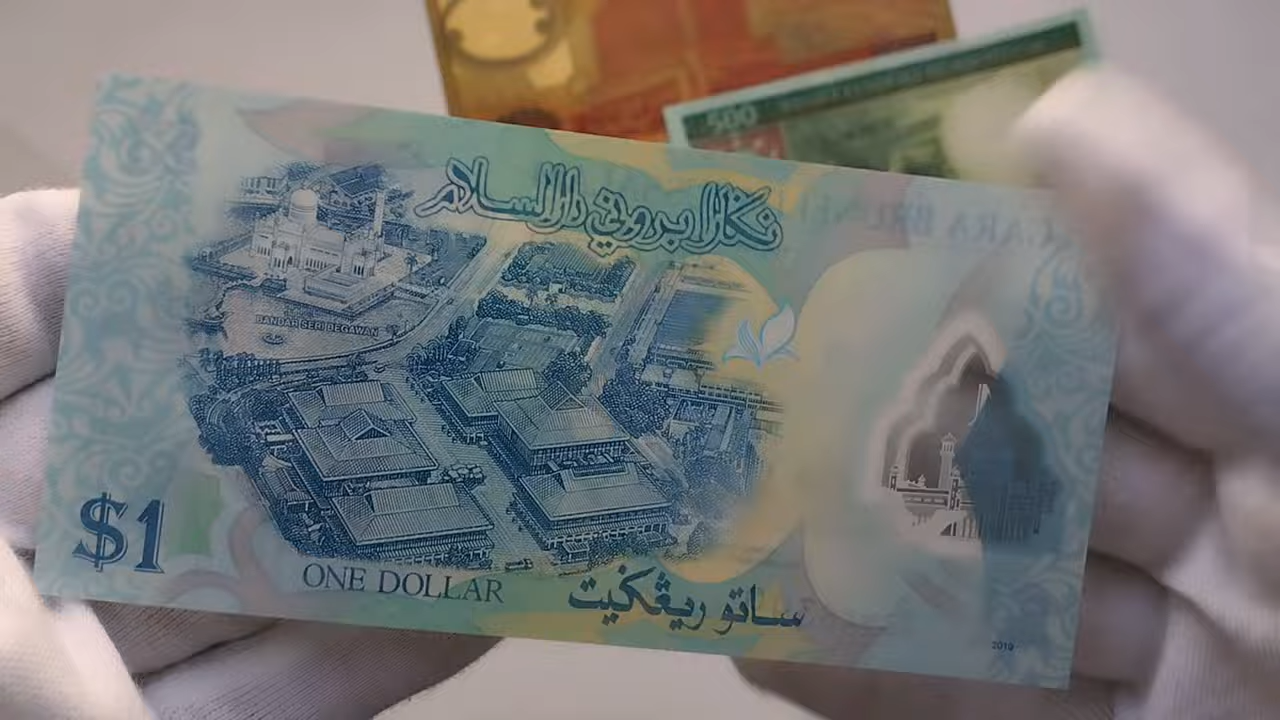 500
نݢارا بروني دارالسلام
BANDAR SERI BEGAWAN
$1
ONE DOLLAR
ساتو ريڠݢيت
2019